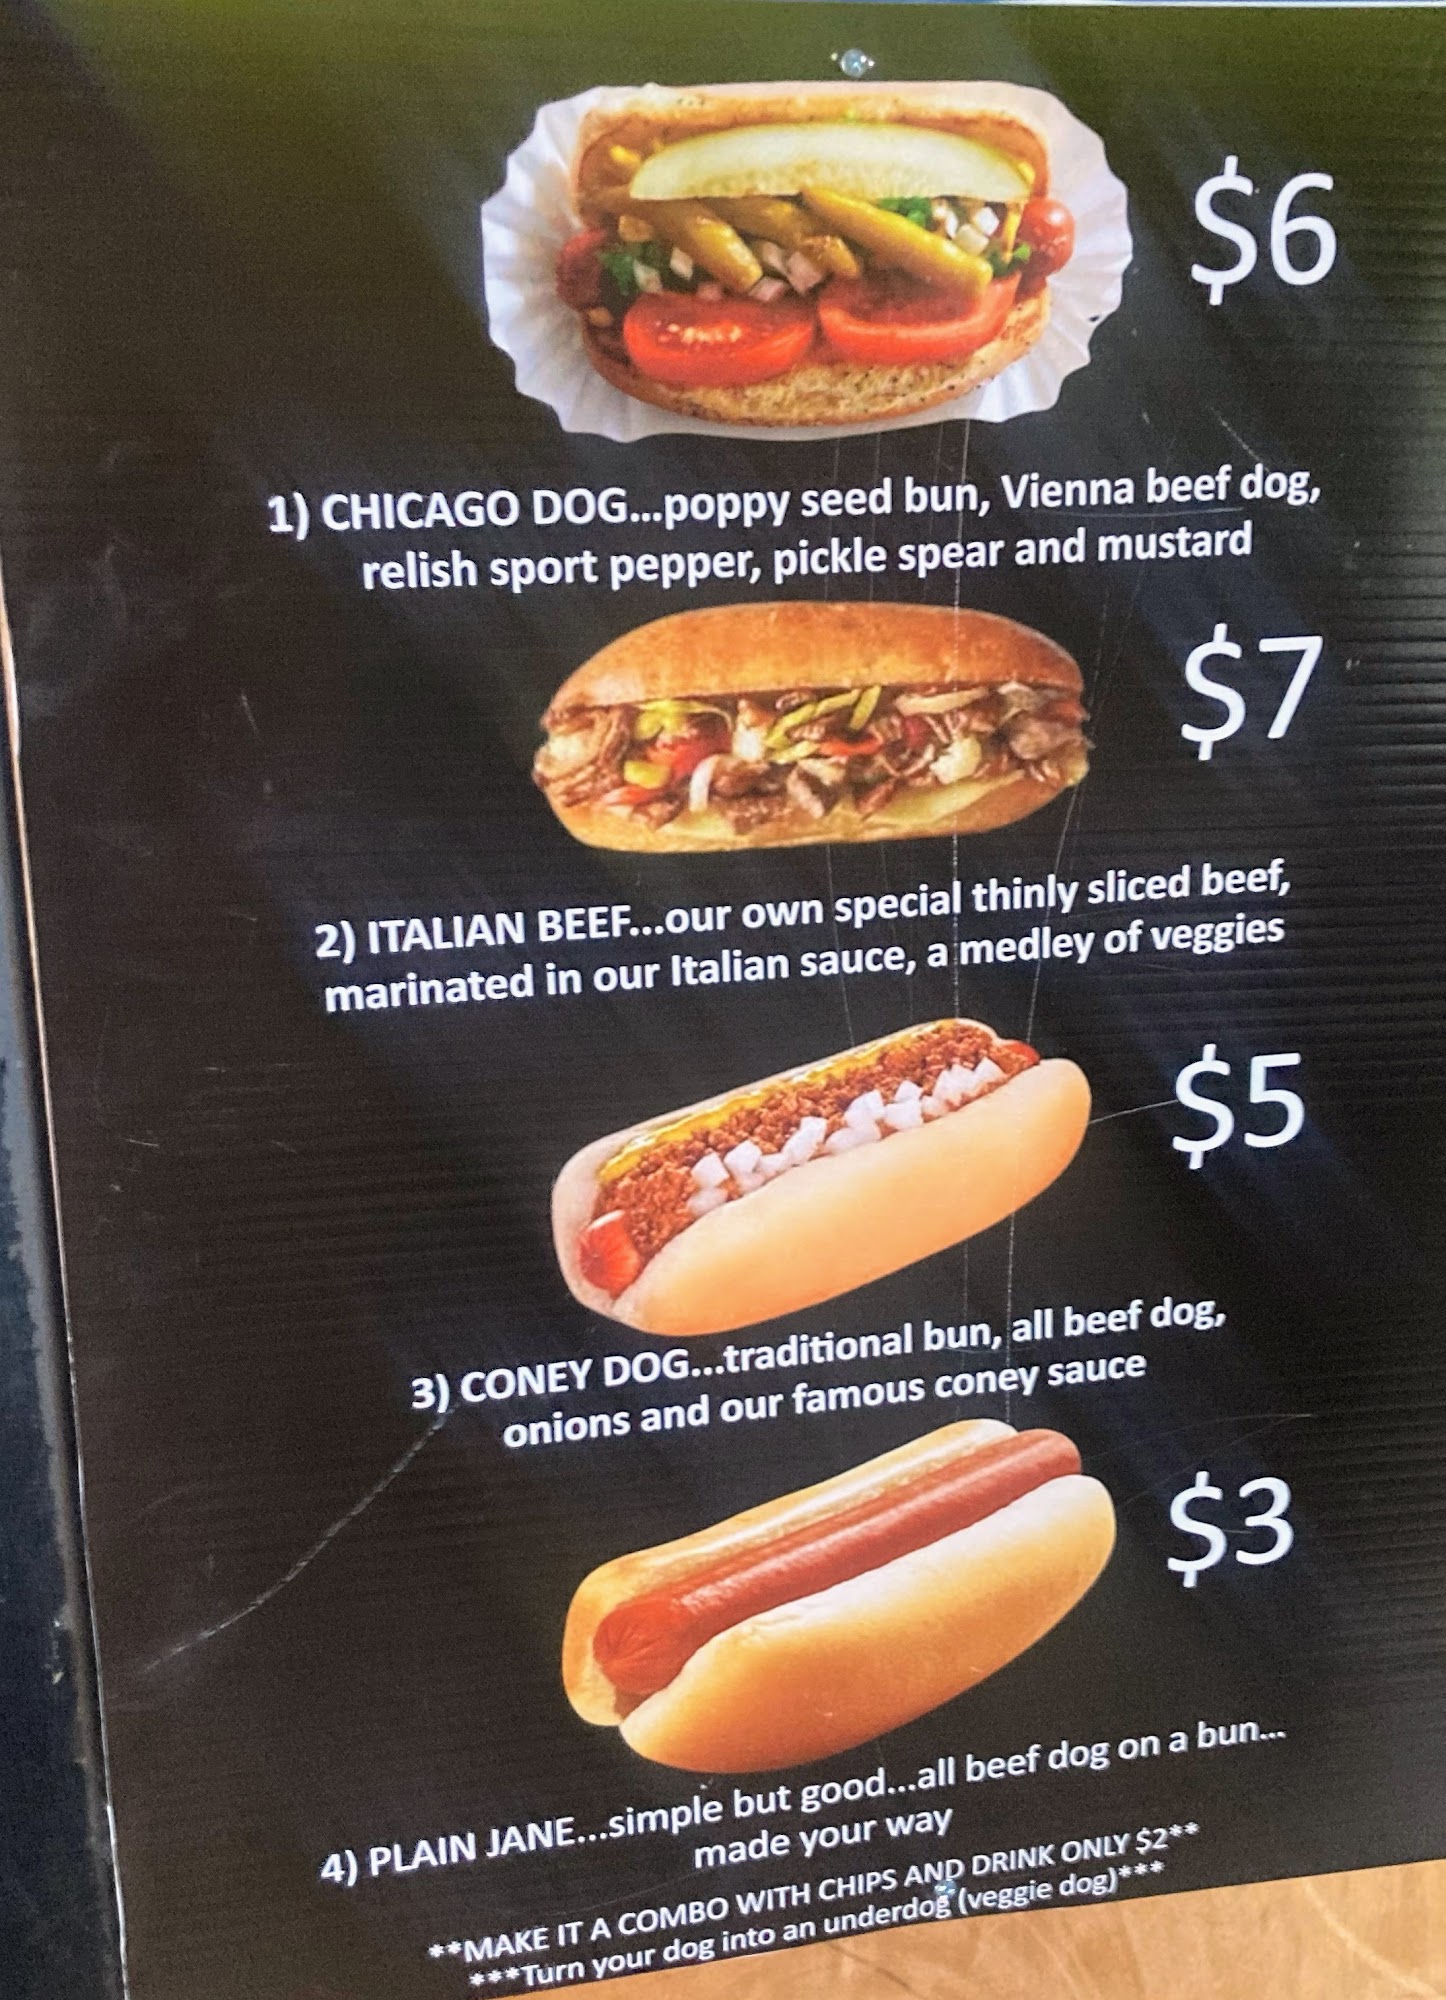 $6
1) CHICAGO DOG...poppy seed bun, Vienna beef dog,
relish sport pepper, pickle spear and mustard
$7
2) ITALIAN BEEF...our own special thinly sliced beef,
marinated in our Italian sauce, a medley of veggies
$5
3) CONEY DOG...traditional bun, all beef dog,
onions and our famous coney sauce
$3
4) PLAIN JANE...simple but good...all beef dog on a bun...
made your way
**MAKE IT A COMBO WITH CHIPS AND DRINK ONLY $2**
***Turn your dog into an underdog (veggie dog)***